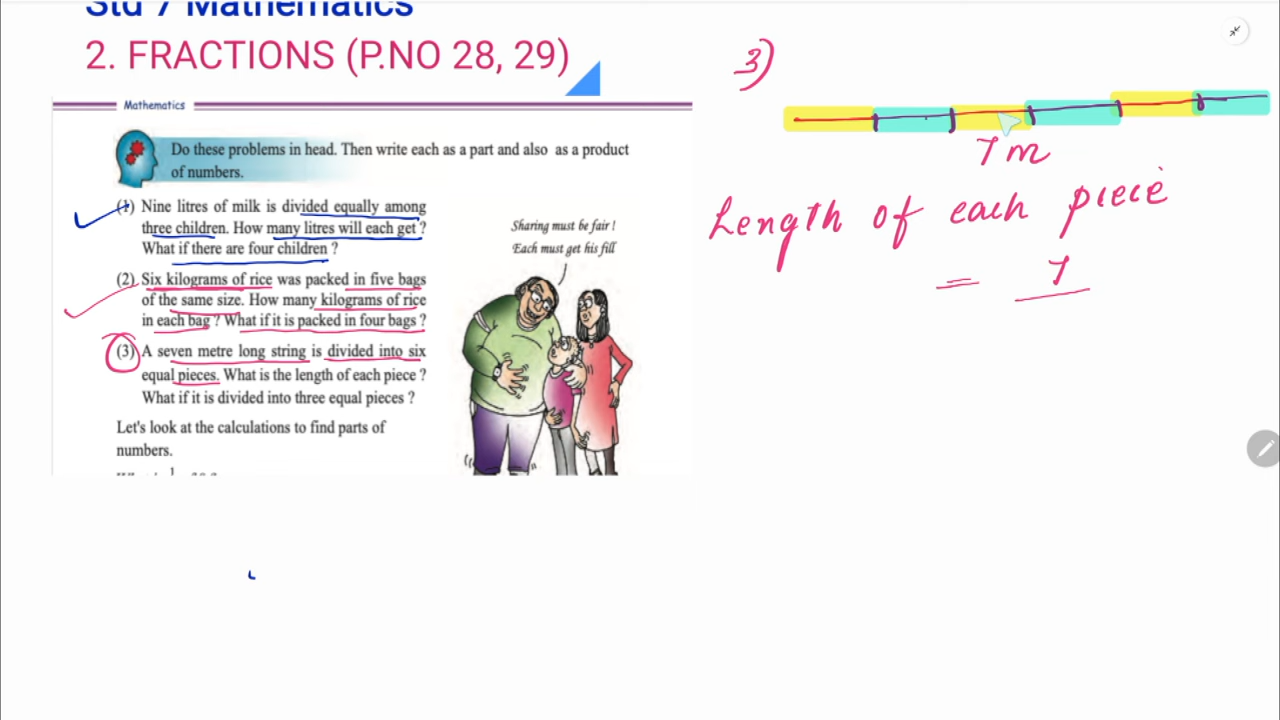 Std 7 Mathematics
2. FRACTIONS (P.NO 28, 29)
Mathematics
Do these problems in head. Then write each as a part and also as a product
of numbers.
(1) Nine litres of milk is divided equally among
three children. How many litres will each get ?
What if there are four children ?
(2) Six kilograms of rice was packed in five bags
of the same size. How many kilograms of rice
in each bag ? What if it is packed in four bags ?
(3) A seven metre long string is divided into six
equal pieces. What is the length of each piece ?
What if it is divided into three equal pieces ?
Let's look at the calculations to find parts of
numbers.
Sharing must be fair !
Each must get his fill
3)
7 m
Length of each piece
= 7